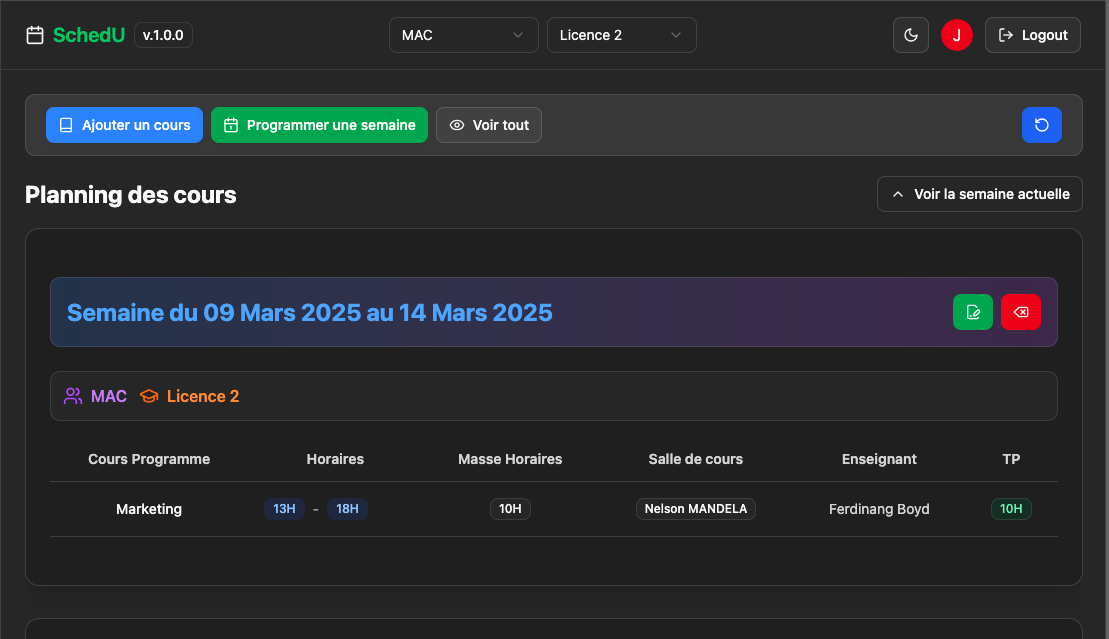 SchedU v.1.0.0 MAC Licence 2 J Logout
Ajouter un cours Programmer une semaine Voir tout
Planning des cours Voir la semaine actuelle
Semaine du 09 Mars 2025 au 14 Mars 2025
MAC Licence 2
Cours Programme Horaires Masse Horaires Salle de cours Enseignant TP
Marketing 13H - 18H 10H Nelson MANDELA Ferdinang Boyd 10H